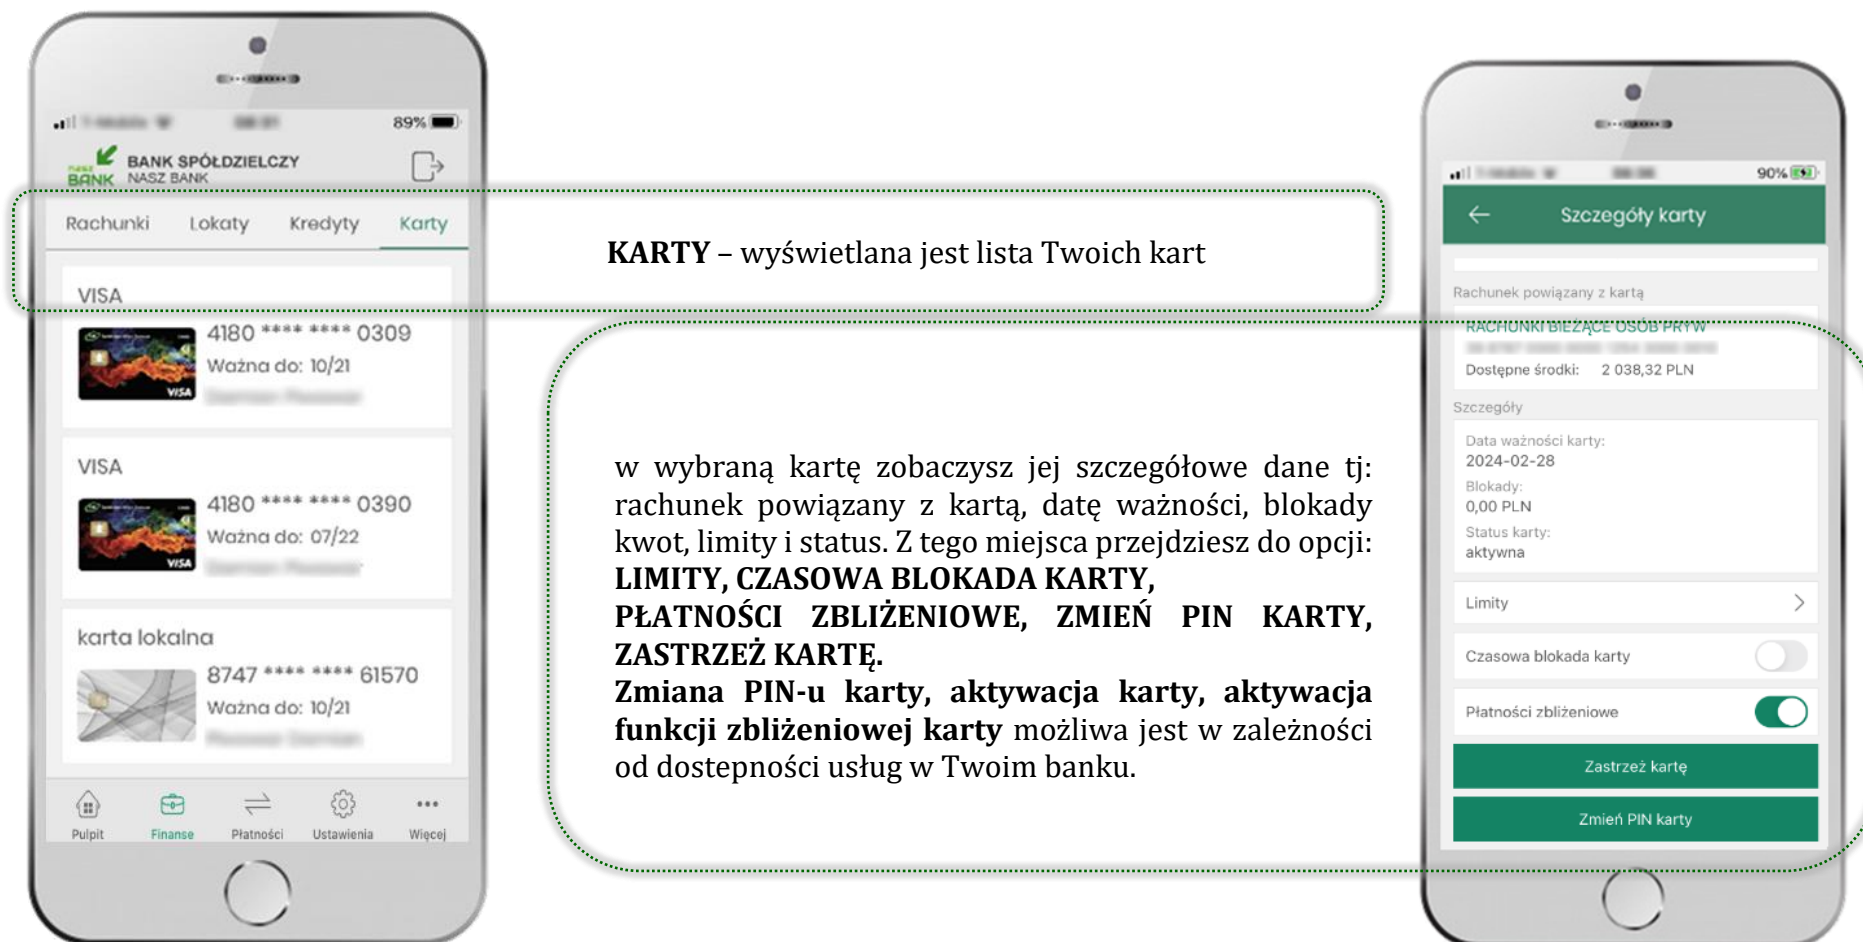 89%
nasz
BANK
BANK SPÓŁDZIELCZY
NASZ BANK
Rachunki Lokaty Kredyty Karty
VISA
4180 **** **** 0309
Ważna do: 10/21
VISA
VISA
4180 **** **** 0390
Ważna do: 07/22
VISA
karta lokalna
8747 **** **** 61570
Ważna do: 10/21
Pulpit Finanse Płatności Ustawienia Więcej
KARTY – wyświetlana jest lista Twoich kart
w wybraną kartę zobaczysz jej szczegółowe dane tj:
rachunek powiązany z kartą, datę ważności, blokady
kwot, limity i status. Z tego miejsca przejdziesz do opcji:
LIMITY, CZASOWA BLOKADA KARTY,
PŁATNOŚCI ZBLIŻENIOWE, ZMIEŃ PIN KARTY,
ZASTRZEŻ KARTĘ.
Zmiana PIN-u karty, aktywacja karty, aktywacja
funkcji zbliżeniowej karty możliwa jest w zależności
od dostepności usług w Twoim banku.
90%
Szczegóły karty
Rachunek powiązany z kartą
RACHUNKI BIEŻĄCE OSÓB PRYW
Dostępne środki: 2 038,32 PLN
Szczegóły
Data ważności karty:
2024-02-28
Blokady:
0,00 PLN
Status karty:
aktywna
Limity
Czasowa blokada karty
Płatności zbliżeniowe
Zastrzeż kartę
Zmień PIN karty